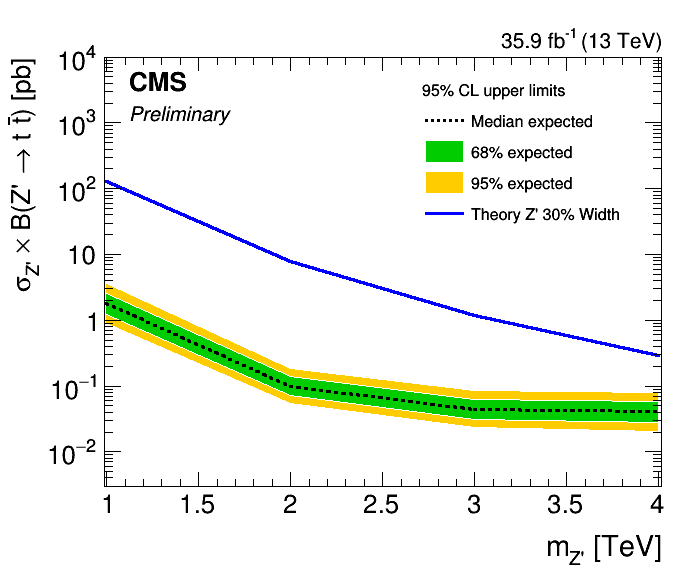 35.9 fb⁻¹ (13 TeV)
CMS
Preliminary
95% CL upper limits
Median expected
68% expected
95% expected
Theory Z' 30% Width
σ_Z' × B(Z' → t t̄) [pb]
10⁴
10³
10²
10
1
10⁻¹
10⁻²
1 1.5 2 2.5 3 3.5 4
m_Z' [TeV]